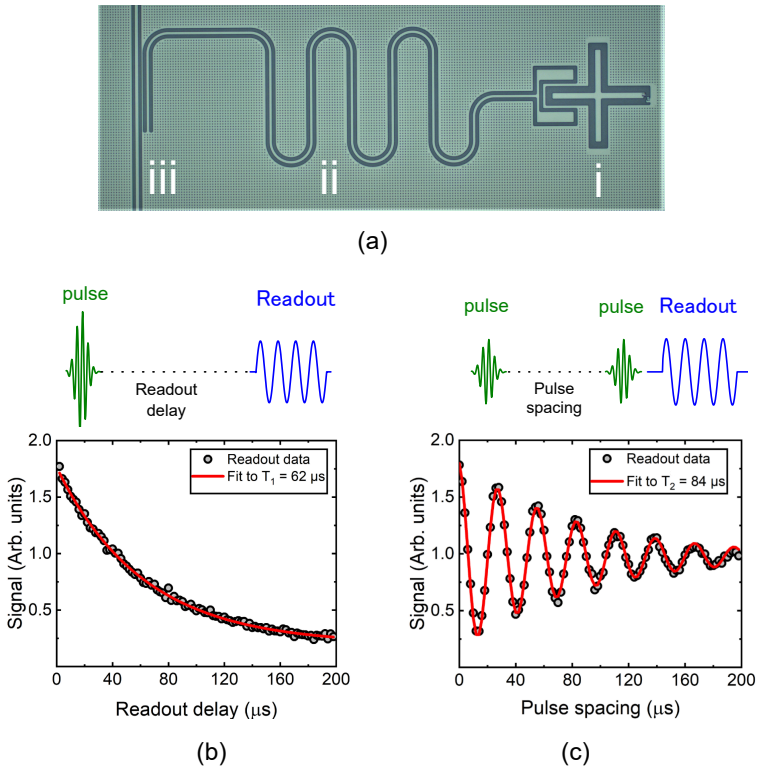 iii
ii
i
(a)
pulse
Readout
Readout
delay
pulse
pulse
Readout
Pulse
spacing
Signal (Arb. units)
2.0
1.5
1.0
0.5
Readout data
Fit to T₁ = 62 μs
0
40
80
120
160
200
Readout delay (μs)
(b)
Signal (Arb. units)
2.0
1.5
1.0
0.5
Readout data
Fit to T₂ = 84 μs
0
40
80
120
160
200
Pulse spacing (μs)
(c)